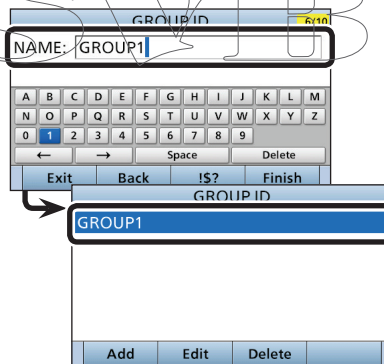 GROUP ID 6/10
NAME: GROUP1
A B C D E F G H I J K L M
N O P Q R S T U V W X Y Z
0 1 2 3 4 5 6 7 8 9
← → Space Delete
Exit Back !$? Finish
GROUP ID
GROUP1
Add Edit Delete